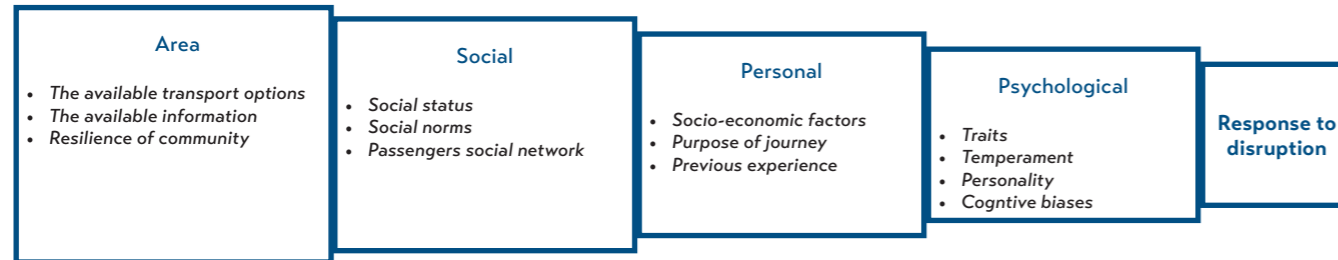 Area
• The available transport options
• The available information
• Resilience of community
Social
• Social status
• Social norms
• Passengers social network
Personal
• Socio-economic factors
• Purpose of journey
• Previous experience
Psychological
• Traits
• Temperament
• Personality
• Cogntive biases
Response to
disruption